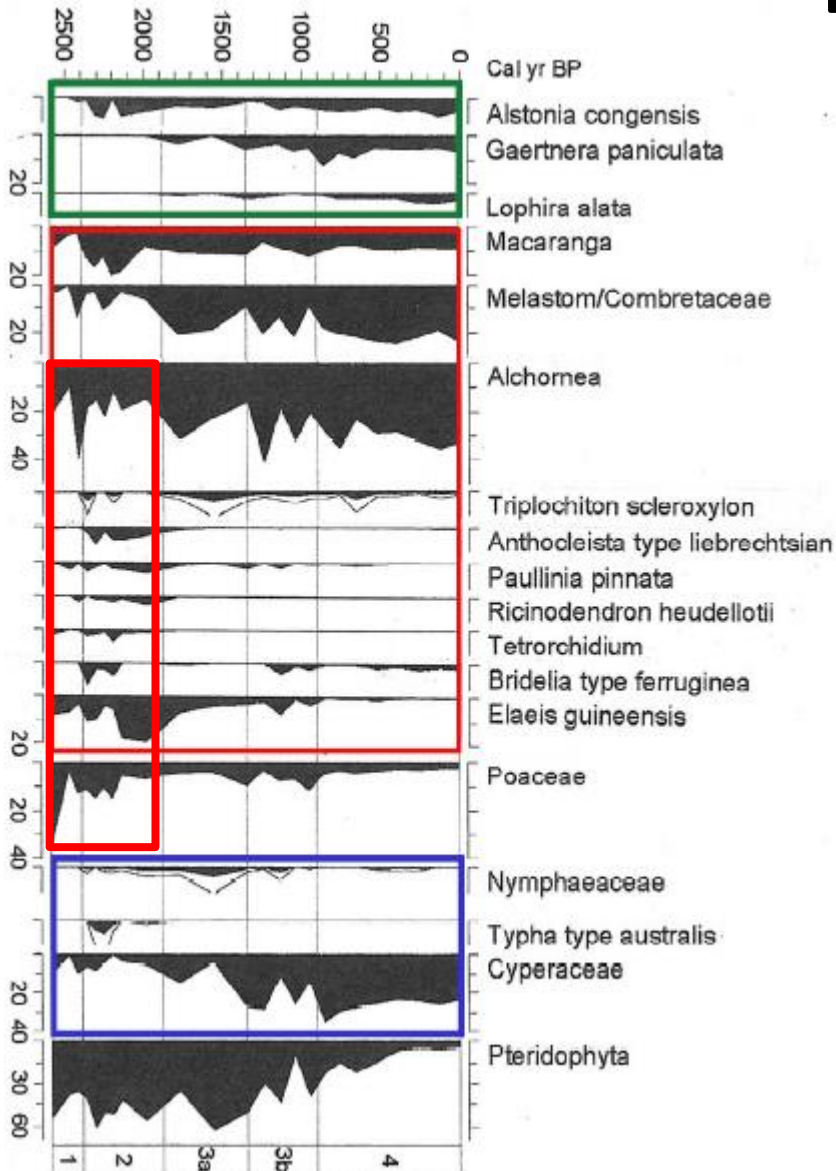 2500 2000 1500 1000 500 0
Cal yr BP
Alstonia congensis
Gaertnera paniculata
20
Lophira alata
Macaranga
20
Melastom/Combretaceae
20
Alchornea
20
40
Triplochiton scleroxylon
Anthocleista type liebrechtsian
Paullinia pinnata
Ricinodendron heudellotii
Tetrorchidium
Bridelia type ferruginea
Elaeis guineensis
20
Poaceae
20
40
Nymphaeaceae
Typha type australis
Cyperaceae
20
40
Pteridophyta
30
60
1 2 3a 3b 4